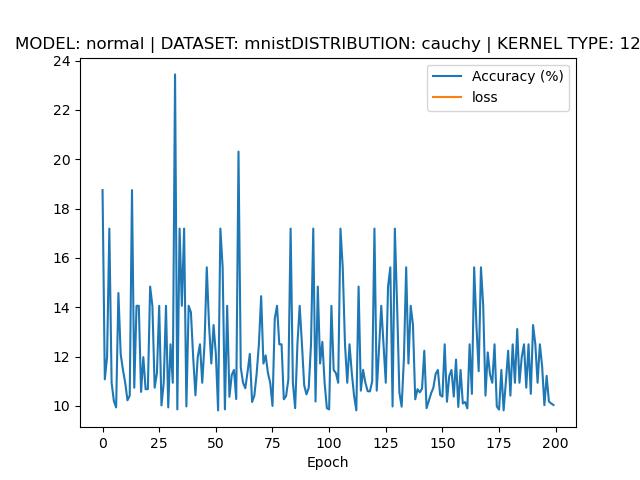 MODEL: normal | DATASET: mnistDISTRIBUTION: cauchy | KERNEL TYPE: 12
24
22
20
18
16
14
12
10
Accuracy (%)
loss
0 25 50 75 100 125 150 175 200
Epoch